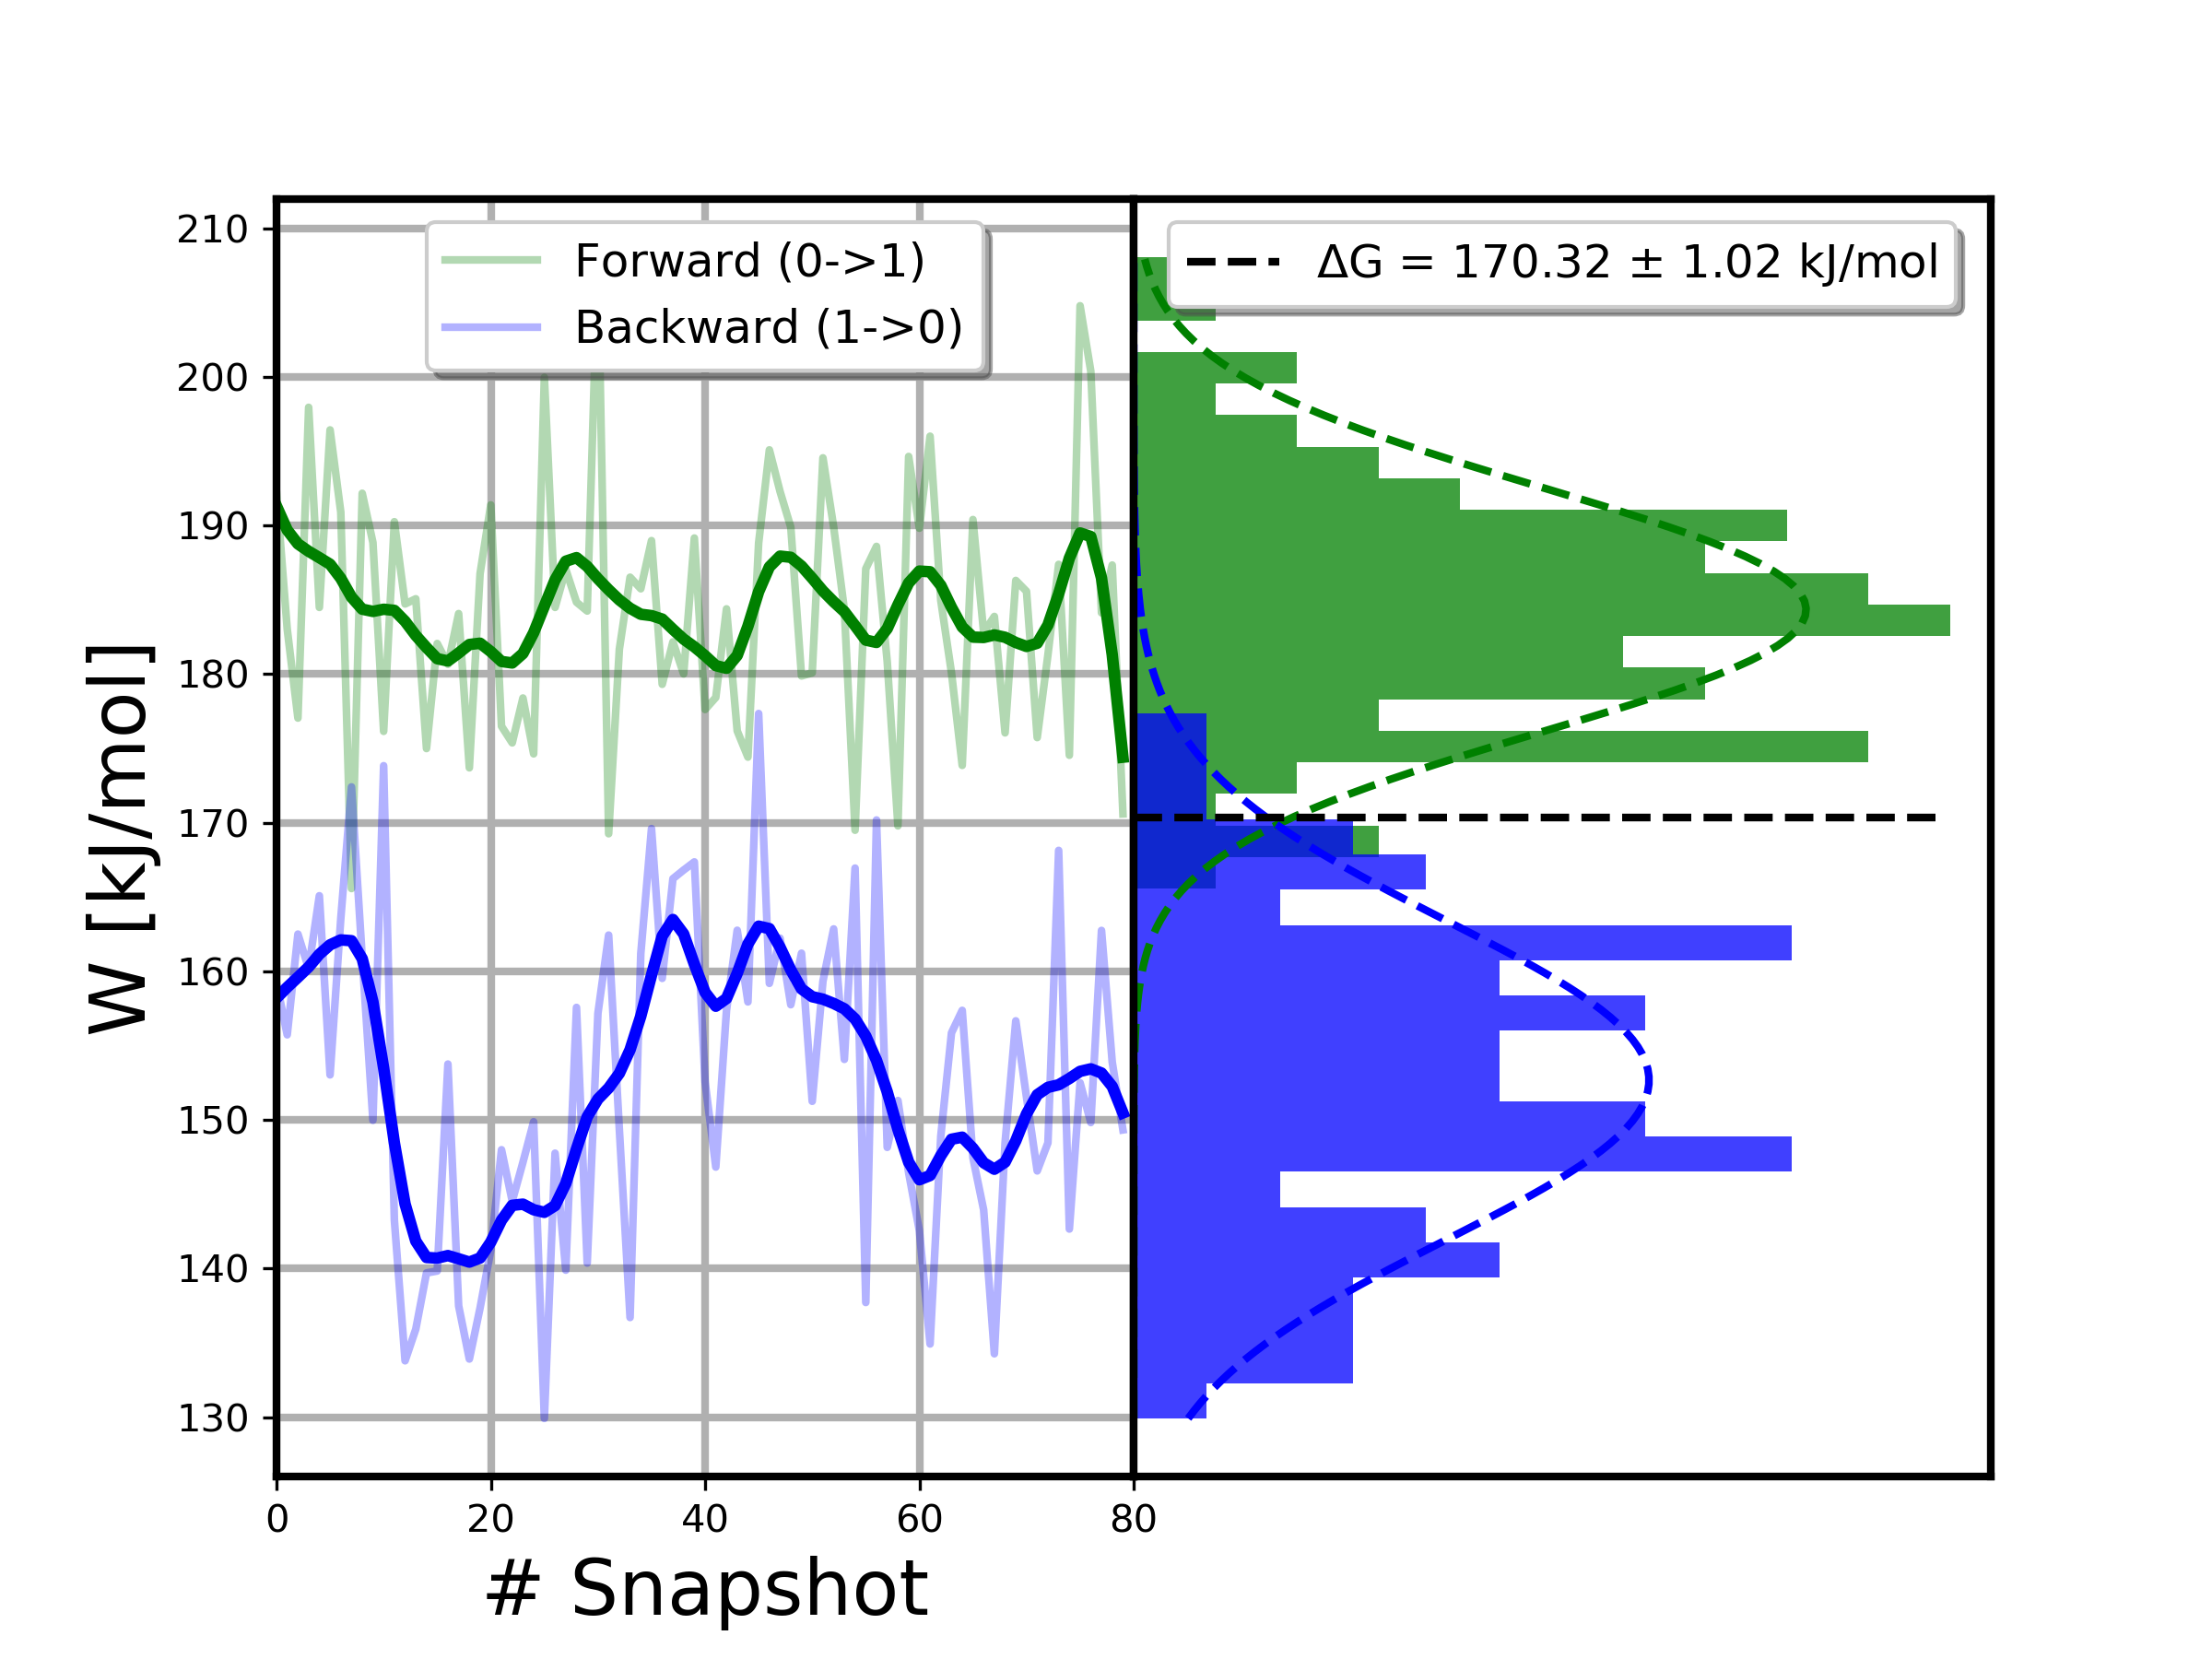 Forward (0->1)
Backward (1->0)
ΔG = 170.32 ± 1.02 kJ/mol
210
200
190
180
170
160
150
140
130
W [kJ/mol]
0 20 40 60 80
# Snapshot